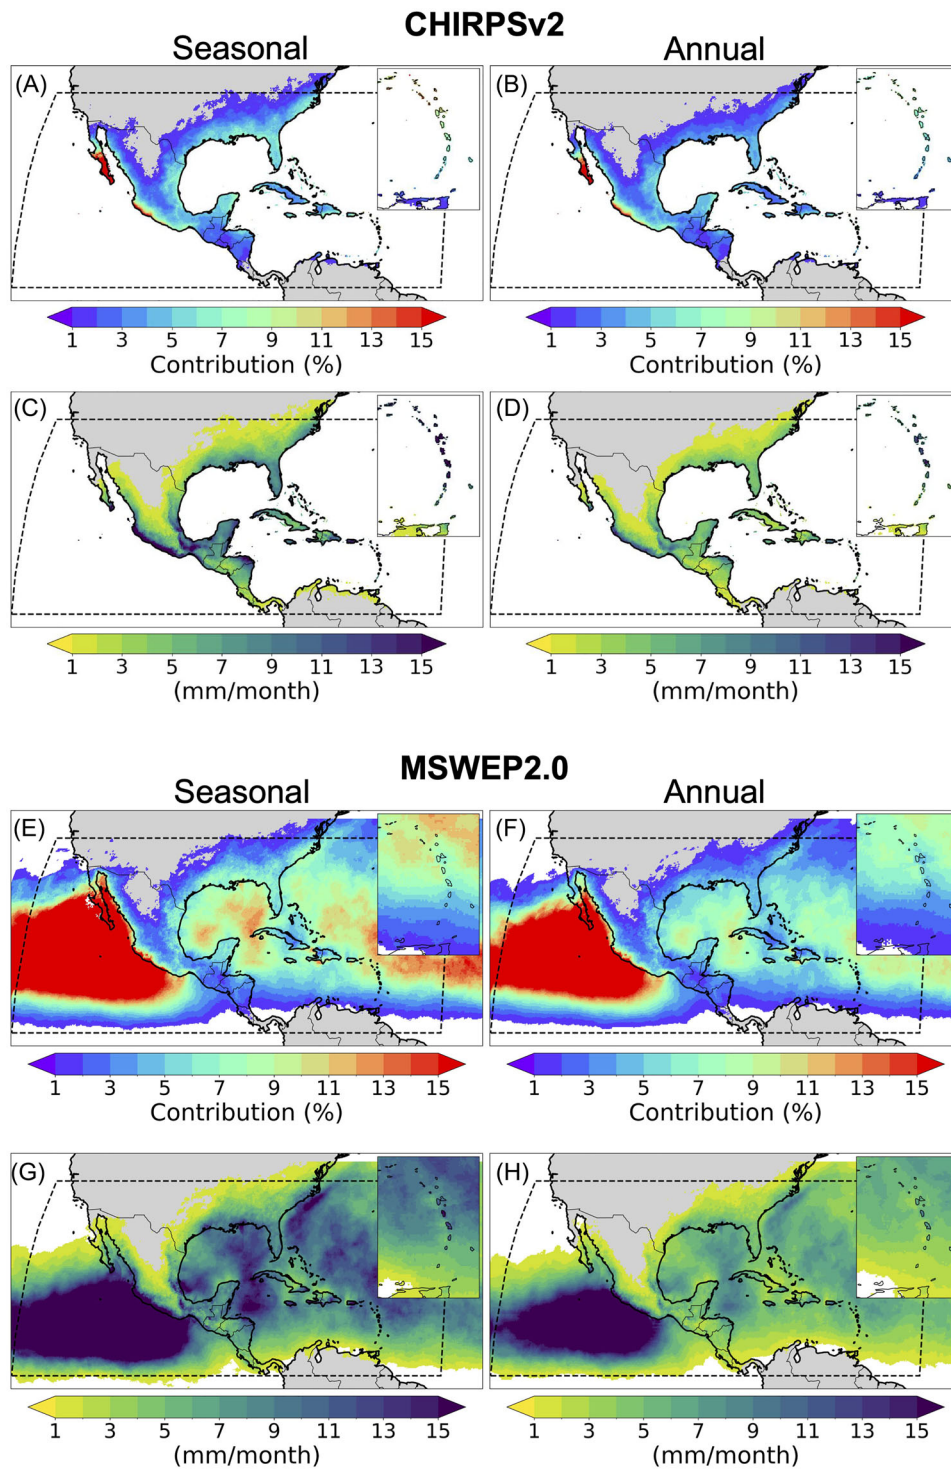 CHIRPSv2
Seasonal Annual
(A) (B)
1 3 5 7 9 11 13 15 1 3 5 7 9 11 13 15
Contribution (%) Contribution (%)
(C) (D)
1 3 5 7 9 11 13 15 1 3 5 7 9 11 13 15
(mm/month) (mm/month)
MSWEP2.0
Seasonal Annual
(E) (F)
1 3 5 7 9 11 13 15 1 3 5 7 9 11 13 15
Contribution (%) Contribution (%)
(G) (H)
1 3 5 7 9 11 13 15 1 3 5 7 9 11 13 15
(mm/month) (mm/month)